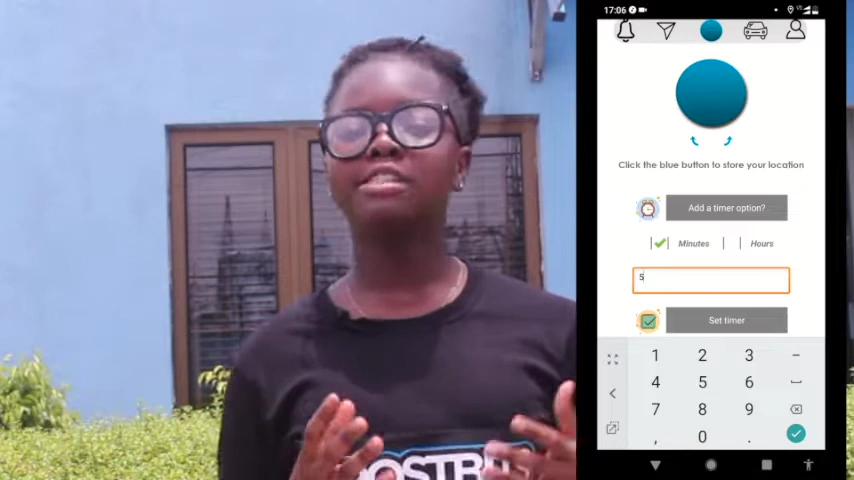 17:06
Click the blue button to store your location
Add a timer option?
Minutes
Hours
5
Set timer
1 2 3 -
4 5 6
7 8 9
, 0 .